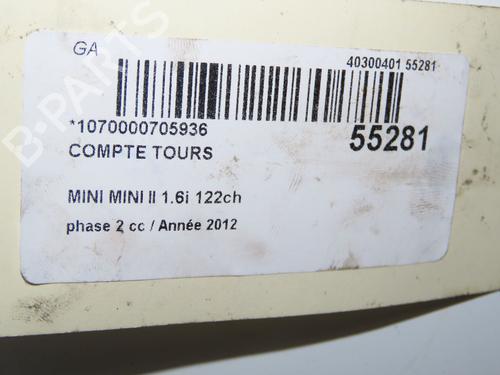 GA
40300401 55281
*1070000705936
55281
COMPTE TOURS
MINI MINI II 1.6i 122ch
phase 2 cc / Année 2012
B-PARTS